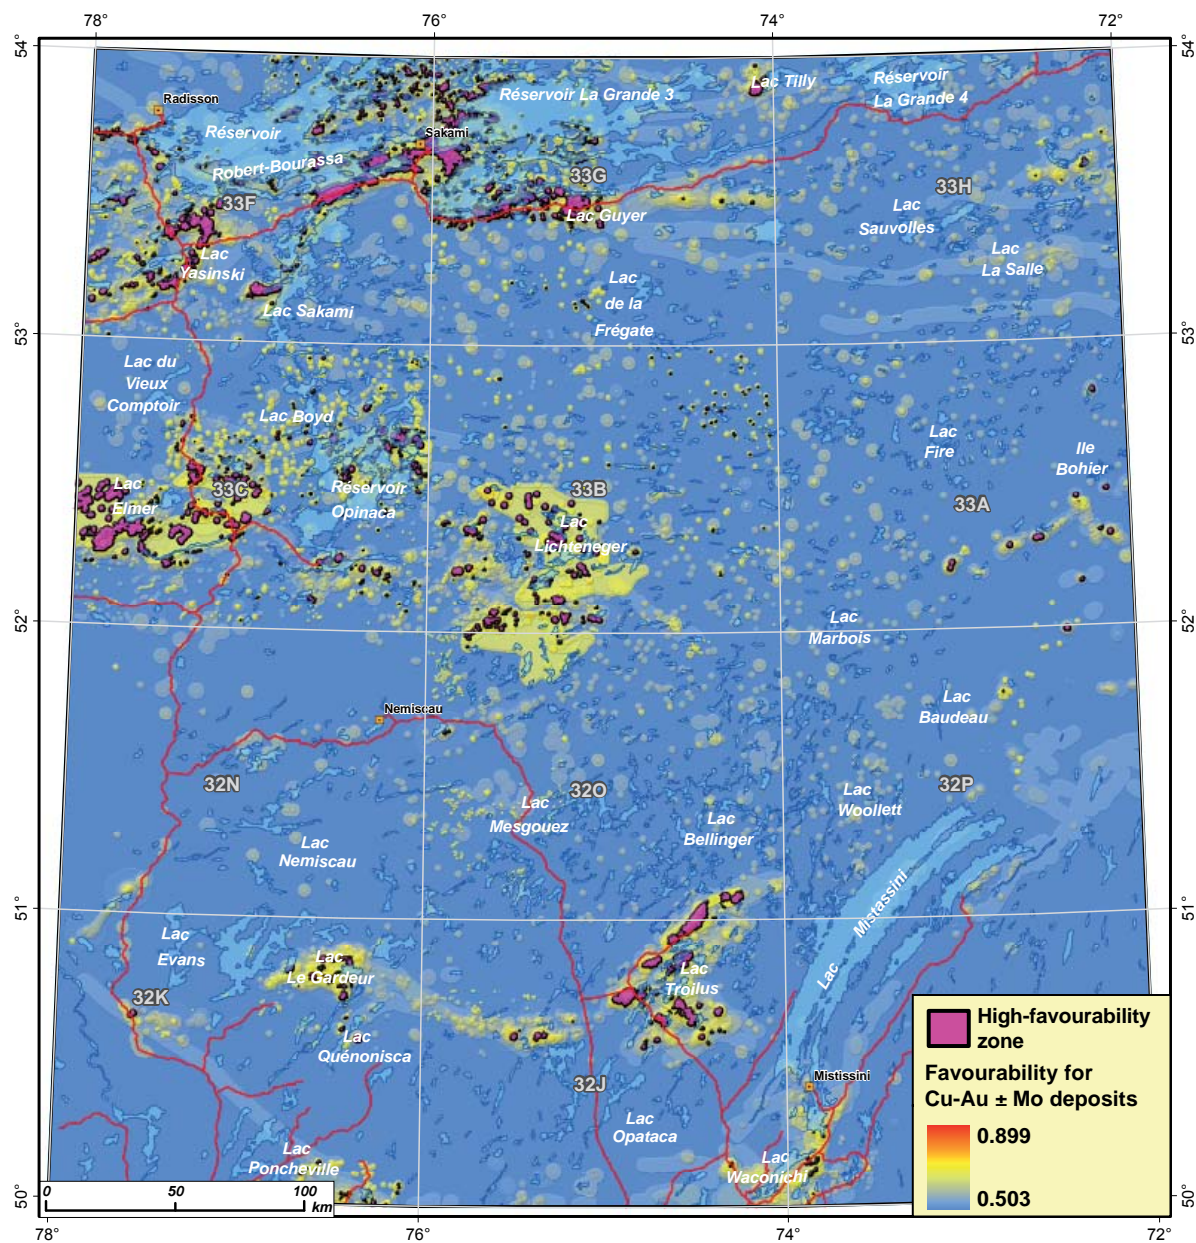 78°
76°
74°
72°
54°
54°
Radisson
Réservoir
Robert-Bourassa
Sakami
Réservoir La Grande 3
Lac Tilly
Réservoir
La Grande 4
33F
33G
33H
Lac Guyer
Lac
Sauvolles
Lac
Yasinski
Lac
La Salle
Lac Sakami
Lac
de la
Frégate
53°
53°
Lac du
Vieux
Comptoir
Lac Boyd
Lac
Fire
Ile
Bohier
Lac
Elmer
33C
Réservoir
Opinaca
33B
Lac
Lichteneger
33A
52°
52°
Lac
Marbois
Nemiscau
Lac
Baudeau
32N
32O
32P
Lac
Mesgouez
Lac
Woollett
Lac
Bellinger
Lac
Nemiscau
51°
51°
Lac
Mistassini
Lac
Evans
Lac
Le Gardeur
Lac
Troilus
32K
Lac
Quénonisca
32J
Mistissini
Lac
Opataca
Lac
Poncheville
Lac
Waconichi
High-favourability
zone
Favourability for
Cu-Au ± Mo deposits
0.899
0.503
50°
50°
0
50
100
km
78°
76°
74°
72°